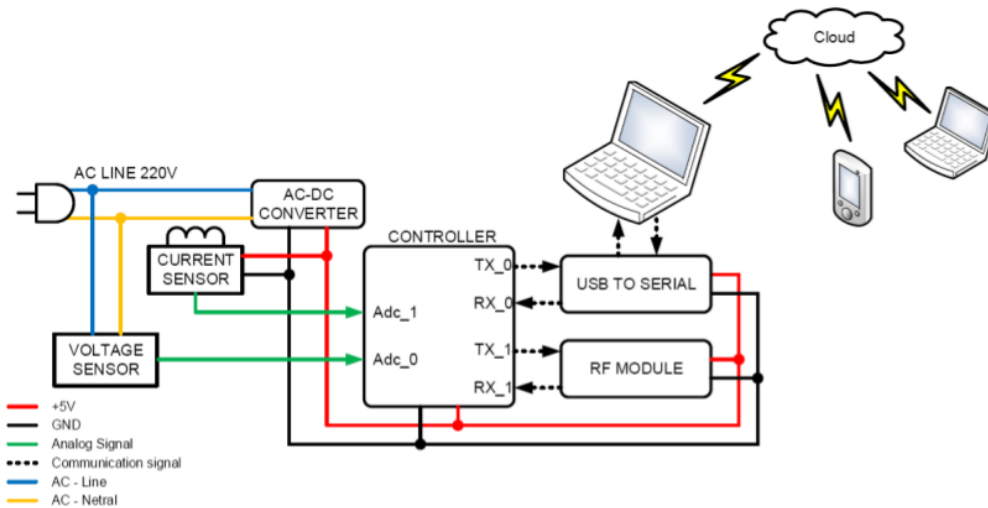 Cloud
AC LINE 220V
AC-DC
CONVERTER
CONTROLLER
CURRENT
SENSOR
TX_0
USB TO SERIAL
RX_0
Adc_1
VOLTAGE
SENSOR
Adc_0
TX_1
RF MODULE
RX_1
+5V
GND
Analog Signal
Communication signal
AC - Line
AC - Netral